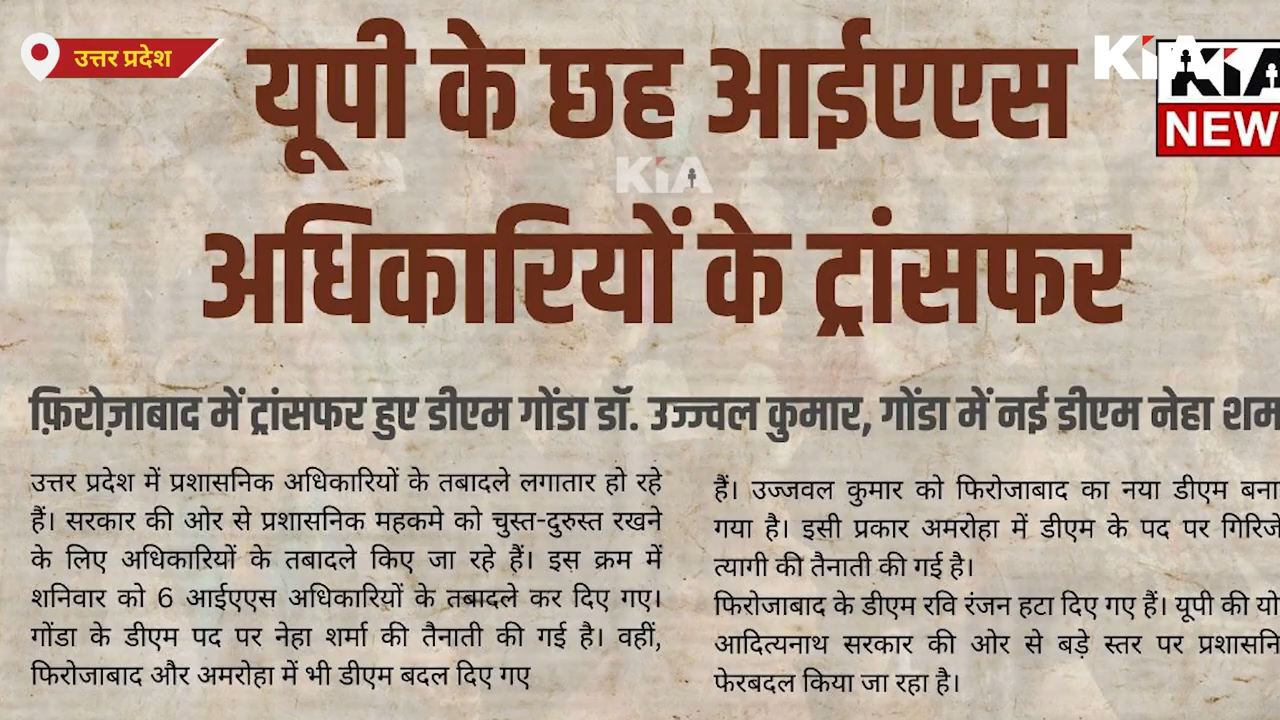 उत्तर प्रदेश
KiA
KiA
NEW
यूपी के छह आईएएस
KiA
अधिकारियों के ट्रांसफर
फ़िरोज़ाबाद में ट्रांसफर हुए डीएम गोंडा डॉ. उज्ज्वल कुमार, गोंडा में नई डीएम नेहा
उत्तर प्रदेश में प्रशासनिक अधिकारियों के तबादले लगातार हो रहे
हैं। सरकार की ओर से प्रशासनिक महकमे को चुस्त-दुरुस्त रखने
के लिए अधिकारियों के तबादले किए जा रहे हैं। इस क्रम में
शनिवार को 6 आईएएस अधिकारियों के तबादले कर दिए गए।
गोंडा के डीएम पद पर नेहा शर्मा की तैनाती की गई है। वहीं,
फिरोजाबाद और अमरोहा में भी डीएम बदल दिए गए
हैं। उज्जवल कुमार को फिरोजाबाद का नया डीएम बना
गया है। इसी प्रकार अमरोहा में डीएम के पद पर
त्यागी की तैनाती की गई है।
फिरोजाबाद के डीएम रवि रंजन हटा दिए गए हैं। यूपी की
आदित्यनाथ सरकार की ओर से बड़े स्तर पर
फेरबदल किया जा रहा है।